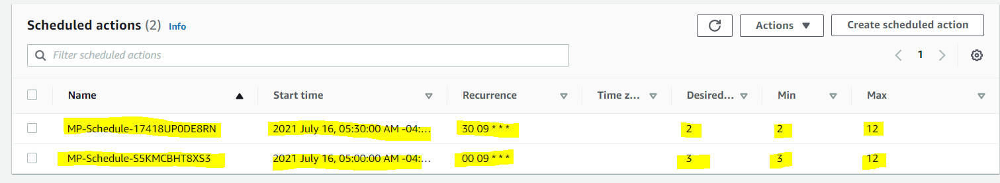 Scheduled actions (2) Info Actions Create scheduled action
Filter scheduled actions 1
Name Start time Recurrence Time z... Desired... Min Max
MP-Schedule-17418UP0DE8RN 2021 July 16, 05:30:00 AM -04:... 30 09 * * * 2 2 12
MP-Schedule-S5KMCBHT8XS3 2021 July 16, 05:00:00 AM -04:... 00 09 * * * 3 3 12